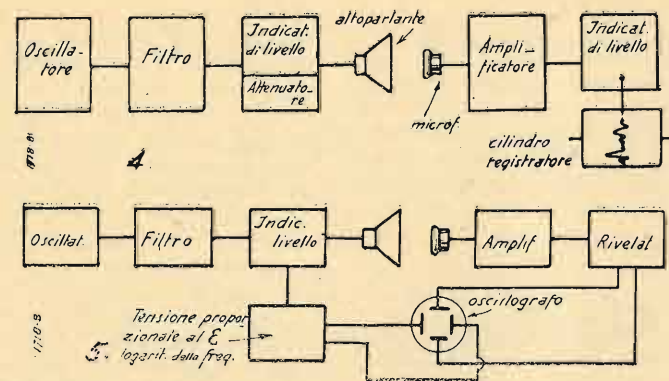 Oscilla-
tore
Filtro
Indicat.
di livello
Attenuato-
re
altoparlante
microf.
Ampli-
ficatore
Indicat.
di livello
cilindro
registratore
4
Oscillat.
Filtro
Indic.
livello
Amplif
Rivelat
oscillografo
Tensione propor
zionale al
logarit. della freq.
5.